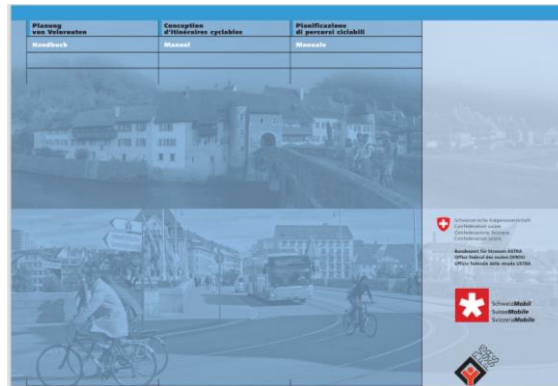 Planung
von Velorouten
Handbuch
Conception
d'itinéraires cyclables
Manuel
Pianificazione
di percorsi ciclabili
Manuale
Schweizerische Eidgenossenschaft
Confédération suisse
Confederazione Svizzera
Confederaziun svizra
Bundesamt für Strassen ASTRA
Office fédéral des routes OFROU
Ufficio federale delle strade USTRA
SchweizMobil
SuisseMobile
SvizzeraMobile